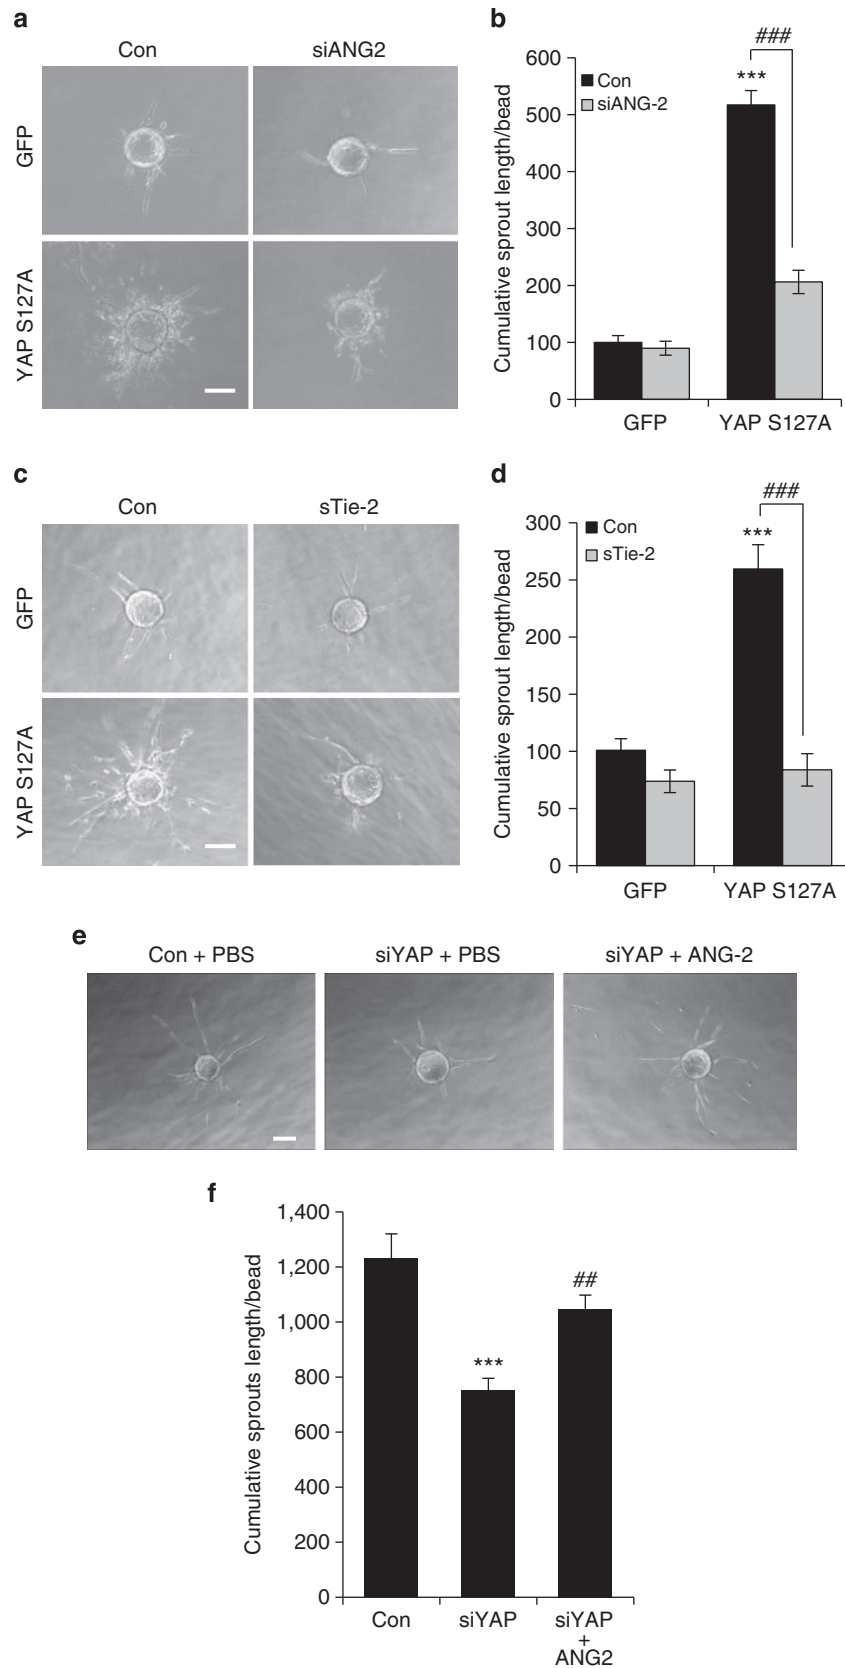 a
Con
siANG2
GFP
YAP S127A
b
###
***
Con
siANG-2
Cumulative sprout length/bead
600
500
400
300
200
100
0
GFP
YAP S127A
c
Con
sTie-2
GFP
YAP S127A
d
###
***
Con
sTie-2
Cumulative sprout length/bead
300
250
200
150
100
50
0
GFP
YAP S127A
e
Con + PBS
siYAP + PBS
siYAP + ANG-2
f
Cumulative sprouts length/bead
1,400
1,200
1,000
800
600
400
200
0
***
##
Con
siYAP
siYAP
+
ANG2